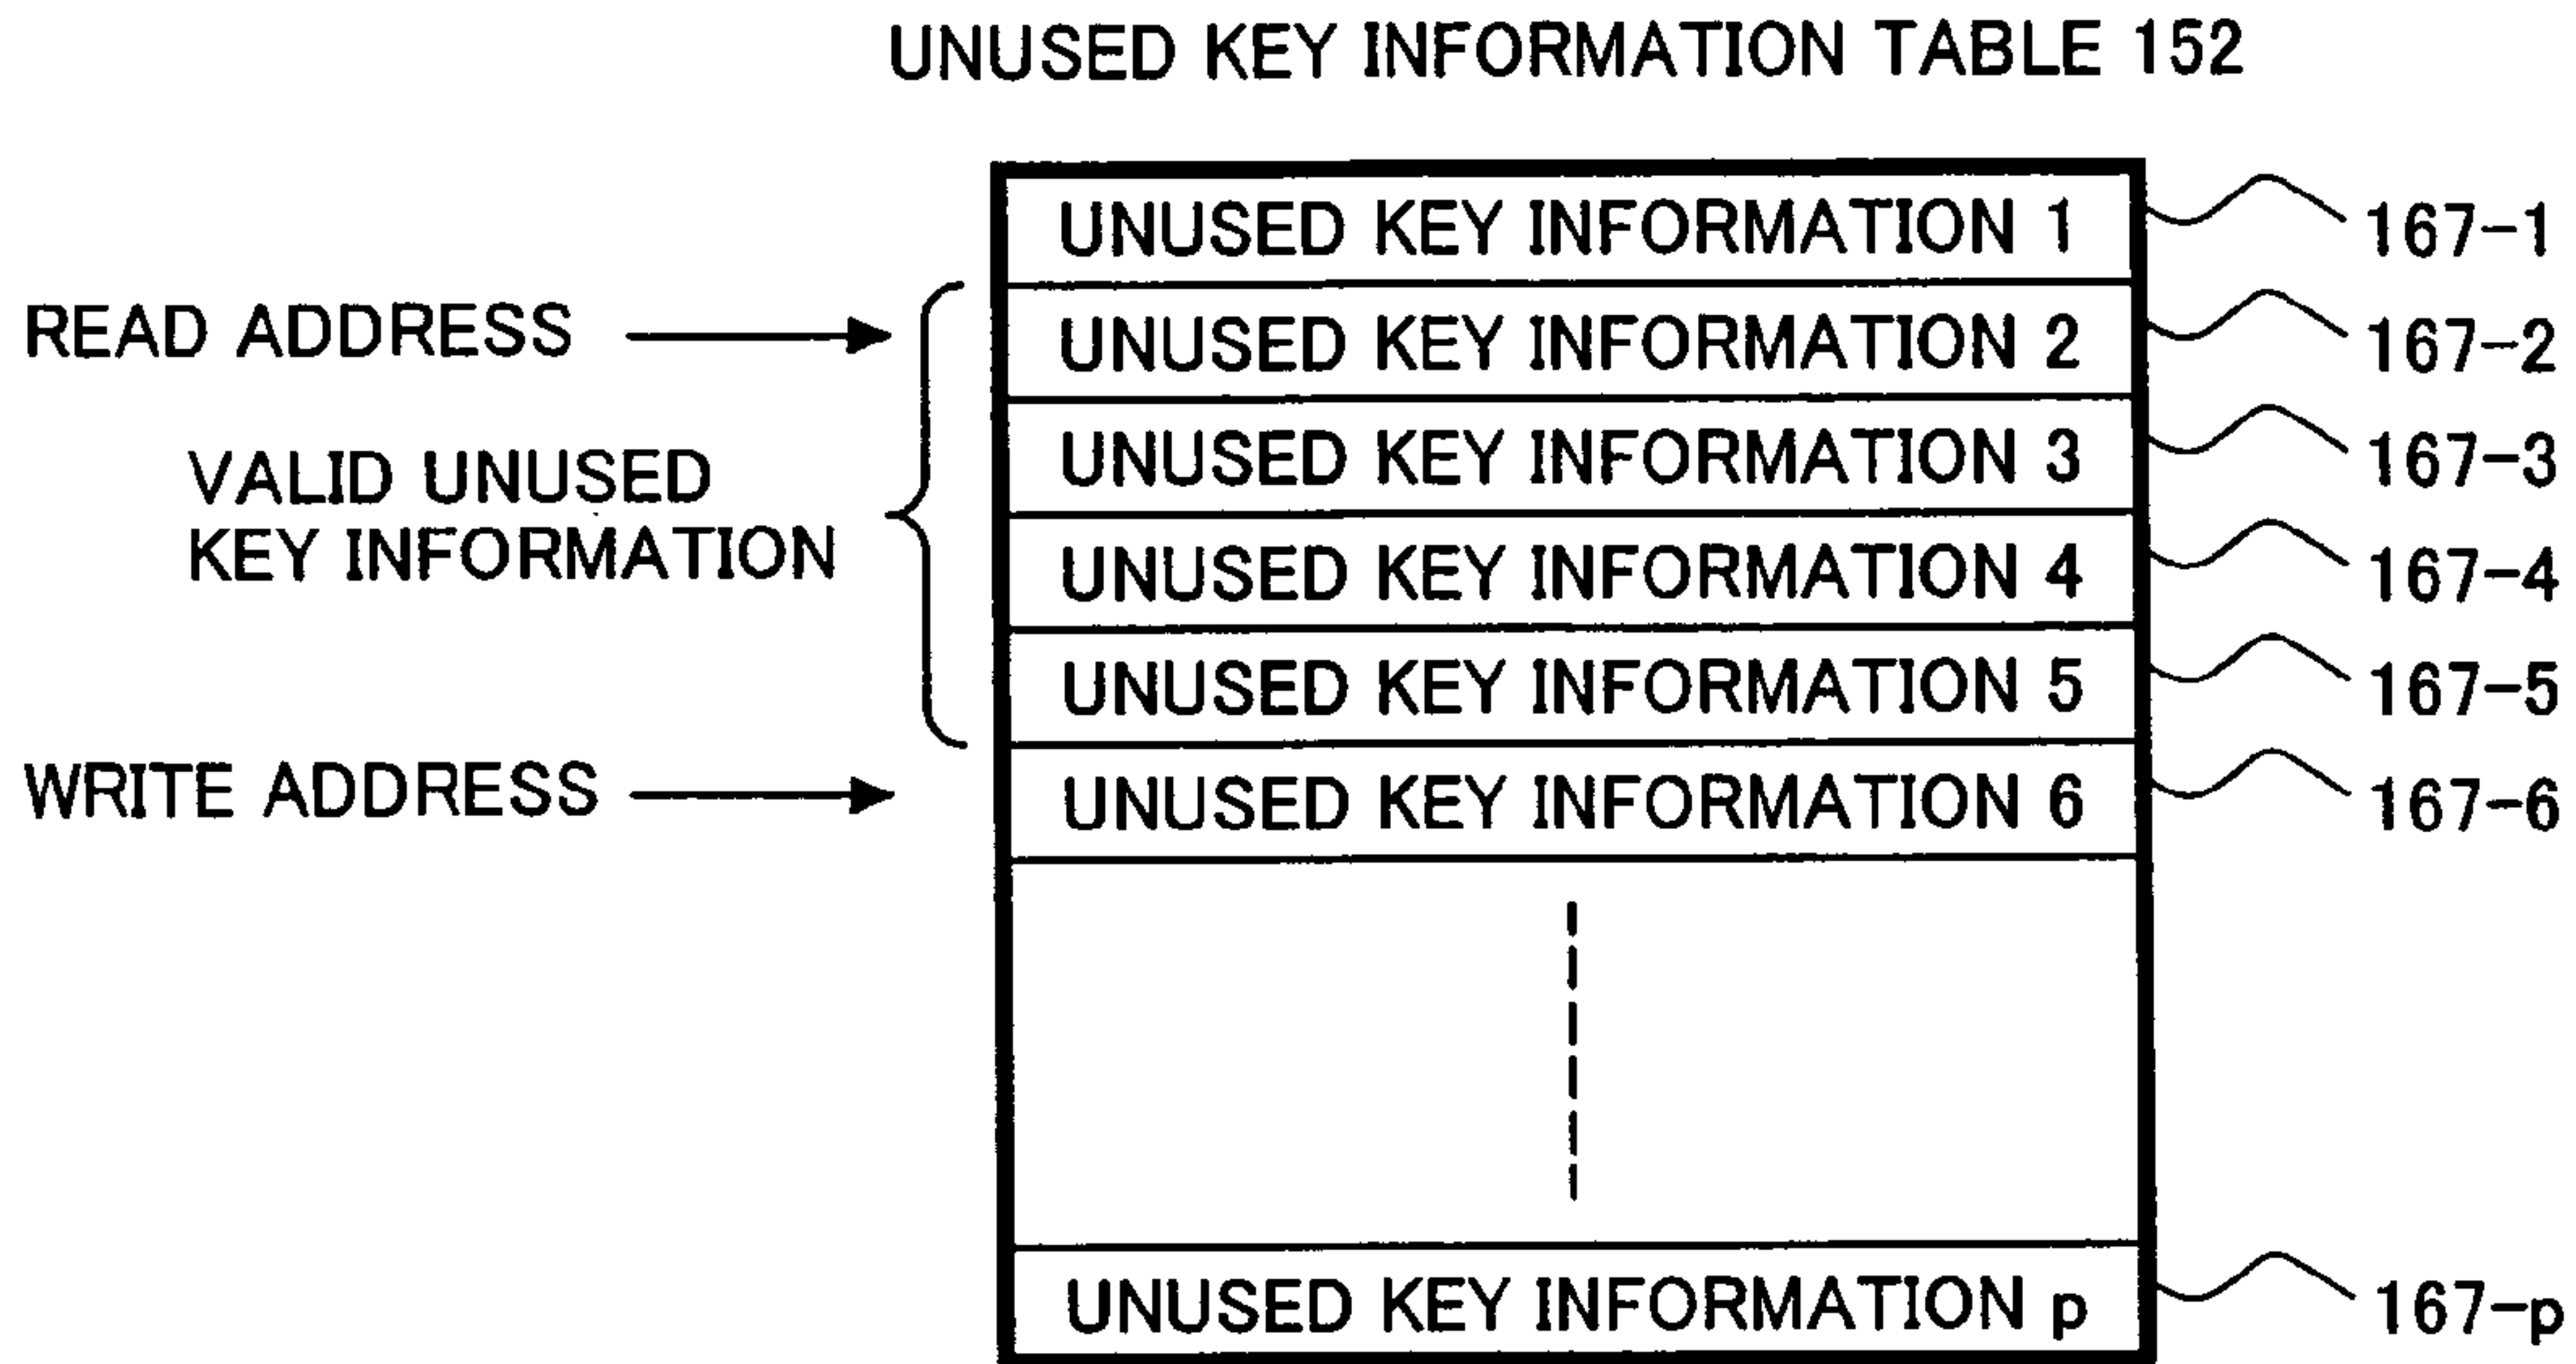 UNUSED KEY INFORMATION TABLE 152
UNUSED KEY INFORMATION 1 167-1
READ ADDRESS UNUSED KEY INFORMATION 2 167-2
UNUSED KEY INFORMATION 3 167-3
VALID UNUSED
KEY INFORMATION
UNUSED KEY INFORMATION 4 167-4
UNUSED KEY INFORMATION 5 167-5
WRITE ADDRESS UNUSED KEY INFORMATION 6 167-6
UNUSED KEY INFORMATION p 167-p